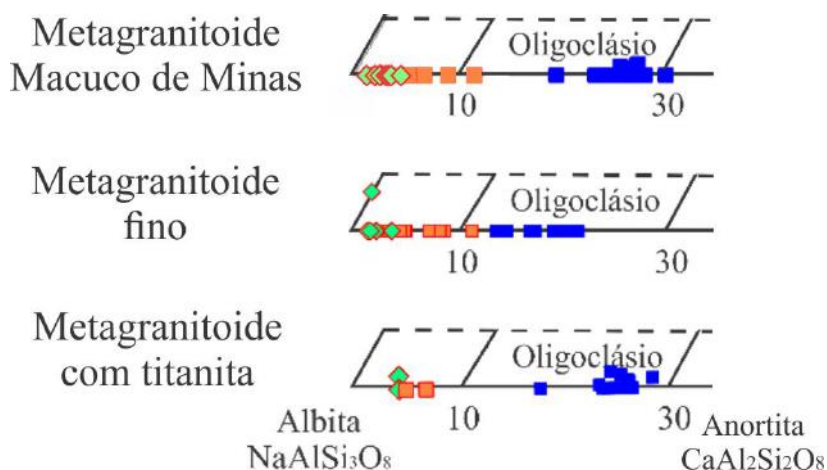 Metagranitoide
Macuco de Minas
Oligoclásio
10
30
Metagranitoide
fino
Oligoclásio
10
30
Metagranitoide
com titanita
Oligoclásio
10
30
Albita
NaAlSi₃O₈
Anortita
CaAl₂Si₂O₈